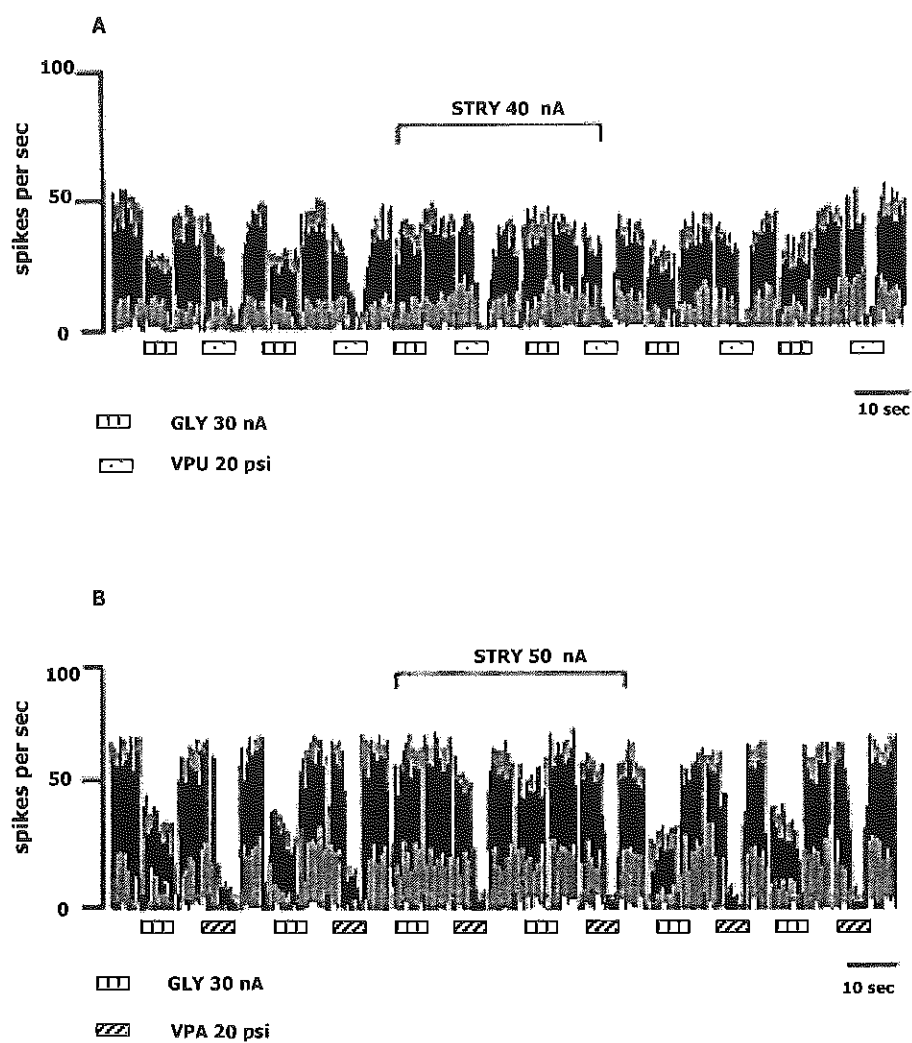 A
100
STRY 40 nA
50
spikes per sec
0
10 sec
GLY 30 nA
VPU 20 psi
B
100
STRY 50 nA
50
spikes per sec
0
10 sec
GLY 30 nA
VPA 20 psi